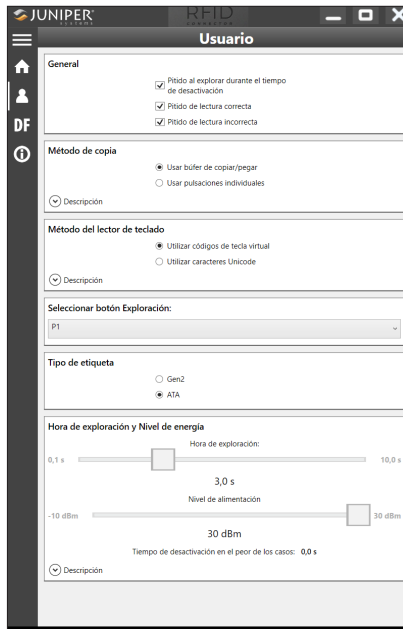 JUNIPER
SYSTEMS
RFID
CONNECTOR
Usuario
General
Pitido al explorar durante el tiempo
de desactivación
Pitido de lectura correcta
Pitido de lectura incorrecta
DF
Método de copia
Usar búfer de copiar/pegar
Usar pulsaciones individuales
Descripción
Método del lector de teclado
Utilizar códigos de tecla virtual
Utilizar caracteres Unicode
Descripción
Seleccionar botón Exploración:
P1
Tipo de etiqueta
Gen2
ATA
Hora de exploración y Nivel de energía
Hora de exploración:
0,1 s 10,0 s
3,0 s
Nivel de alimentación
-10 dBm 30 dBm
30 dBm
Tiempo de desactivación en el peor de los casos: 0,0 s
Descripción